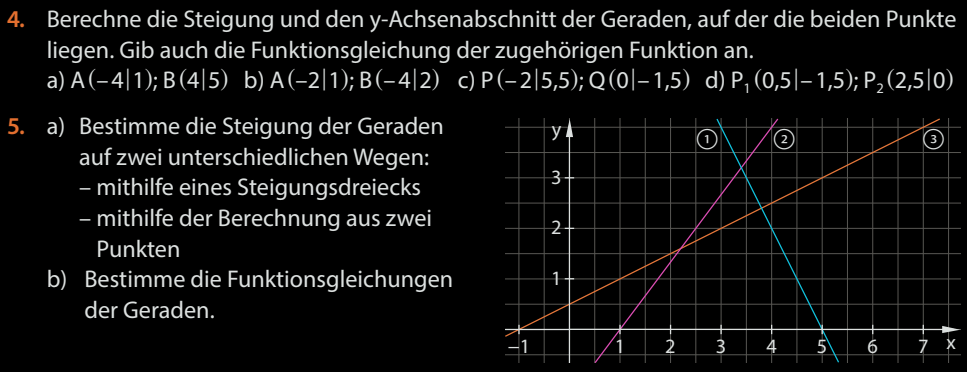 4. Berechne die Steigung und den y-Achsenabschnitt der Geraden, auf der die beiden Punkte
liegen. Gib auch die Funktionsgleichung der zugehörigen Funktion an.
a) A(−4|1); B(4|5) b) A(−2|1); B(−4|2) c) P(−2|5,5); Q(0|−1,5) d) P₁(0,5|−1,5); P₂(2,5|0)
5. a) Bestimme die Steigung der Geraden
auf zwei unterschiedlichen Wegen:
– mithilfe eines Steigungsdreiecks
– mithilfe der Berechnung aus zwei
Punkten
b) Bestimme die Funktionsgleichungen
der Geraden.
y ① ② ③
3
2
1
−1 1 2 3 4 5 6 7 x